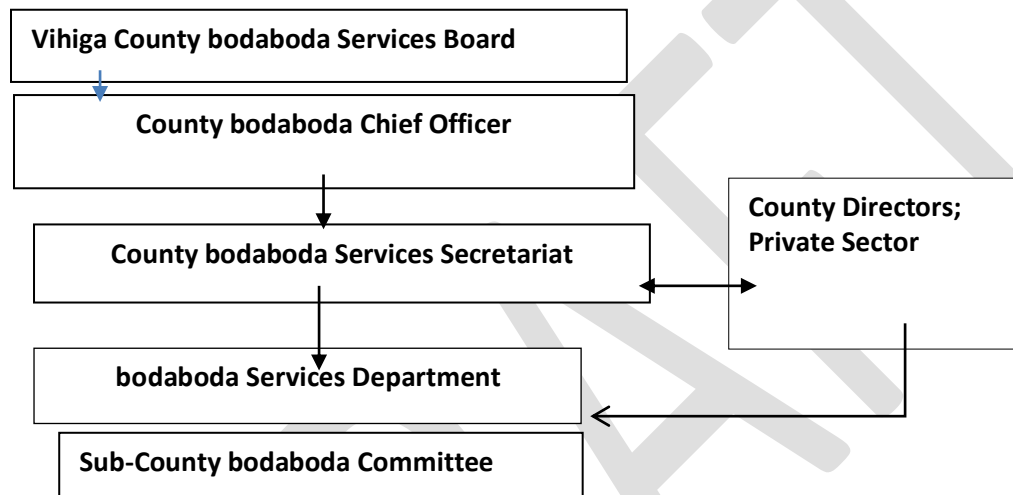 Vihiga County bodaboda Services Board
County bodaboda Chief Officer
County Directors;
Private Sector
County bodaboda Services Secretariat
bodaboda Services Department
Sub-County bodaboda Committee